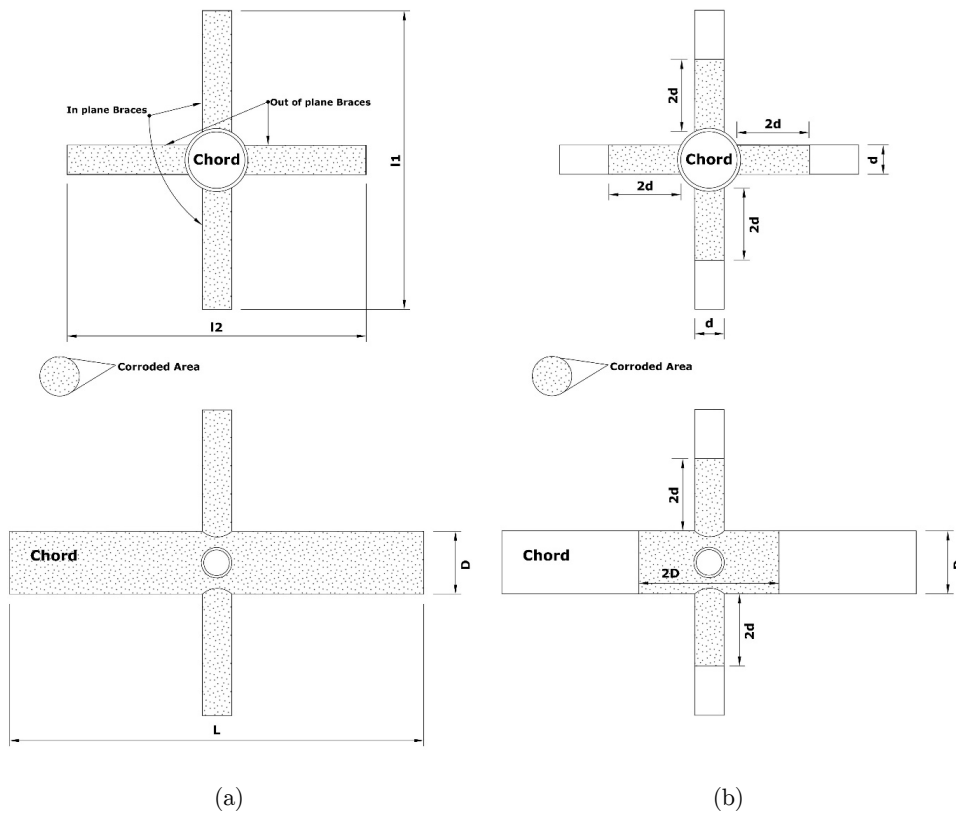 In plane Braces
Out of plane Braces
Chord
l1
l2
Corroded Area
Chord
D
L
(a)
2d
2d
d
Chord
2d
2d
d
Corroded Area
2d
Chord
2D
D
2d
(b)